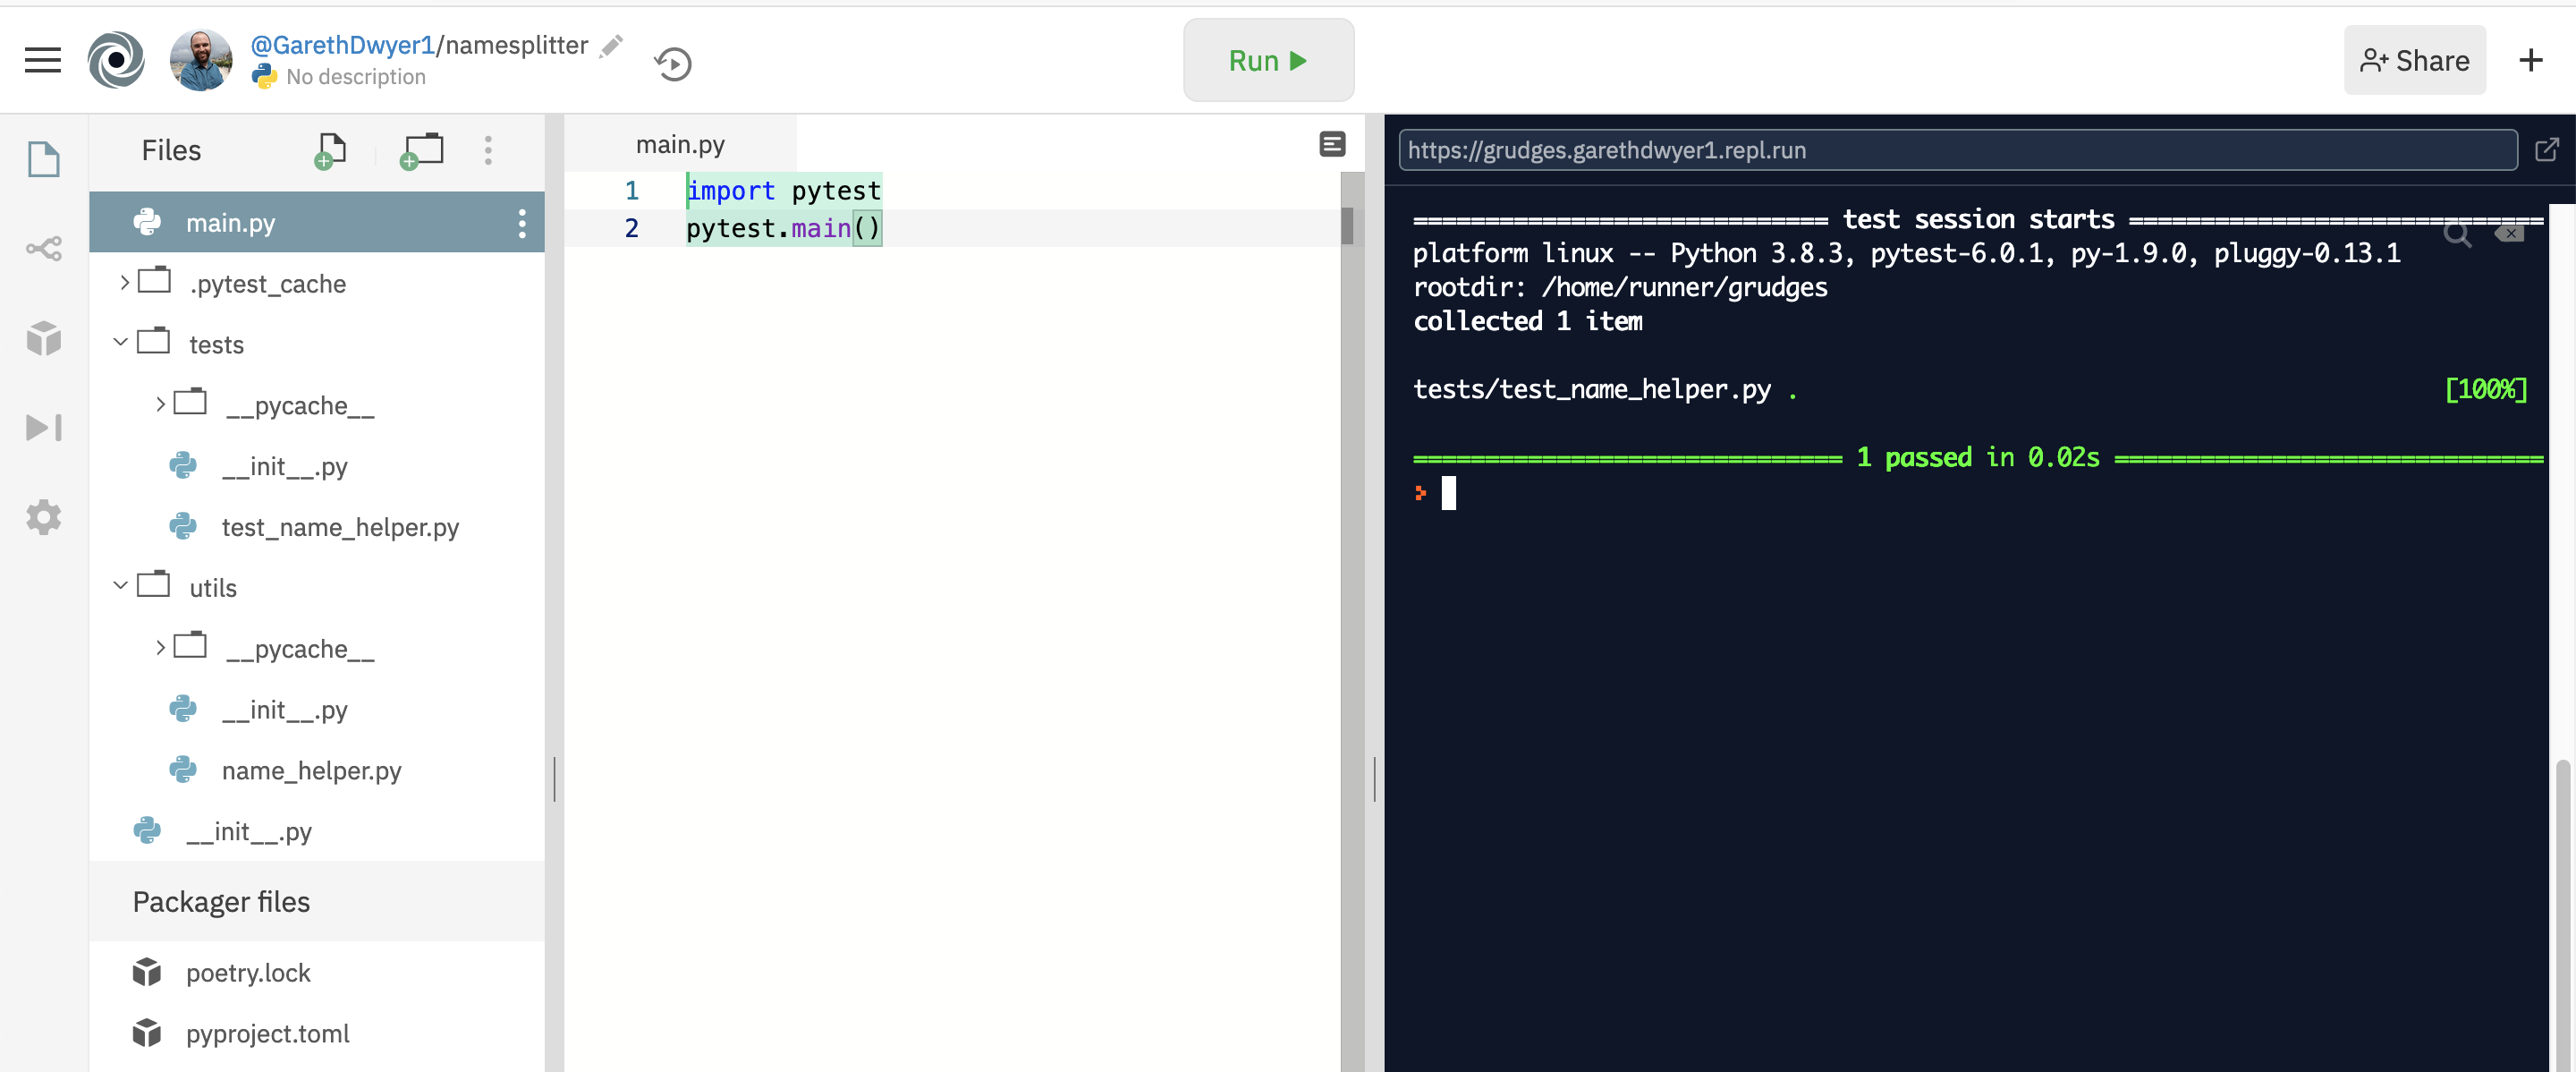 @GarethDwyer1/namesplitter
No description
Run
Share
Files
main.py
.pytest_cache
tests
__pycache__
__init__.py
test_name_helper.py
utils
__pycache__
__init__.py
name_helper.py
__init__.py
Packager files
poetry.lock
pyproject.toml
main.py
1 import pytest
2 pytest.main()
https://grudges.garethdwyer1.repl.run
============================= test session starts =============================
platform linux -- Python 3.8.3, pytest-6.0.1, py-1.9.0, pluggy-0.13.1
rootdir: /home/runner/grudges
collected 1 item
tests/test_name_helper.py . [100%]
============================== 1 passed in 0.02s ==============================